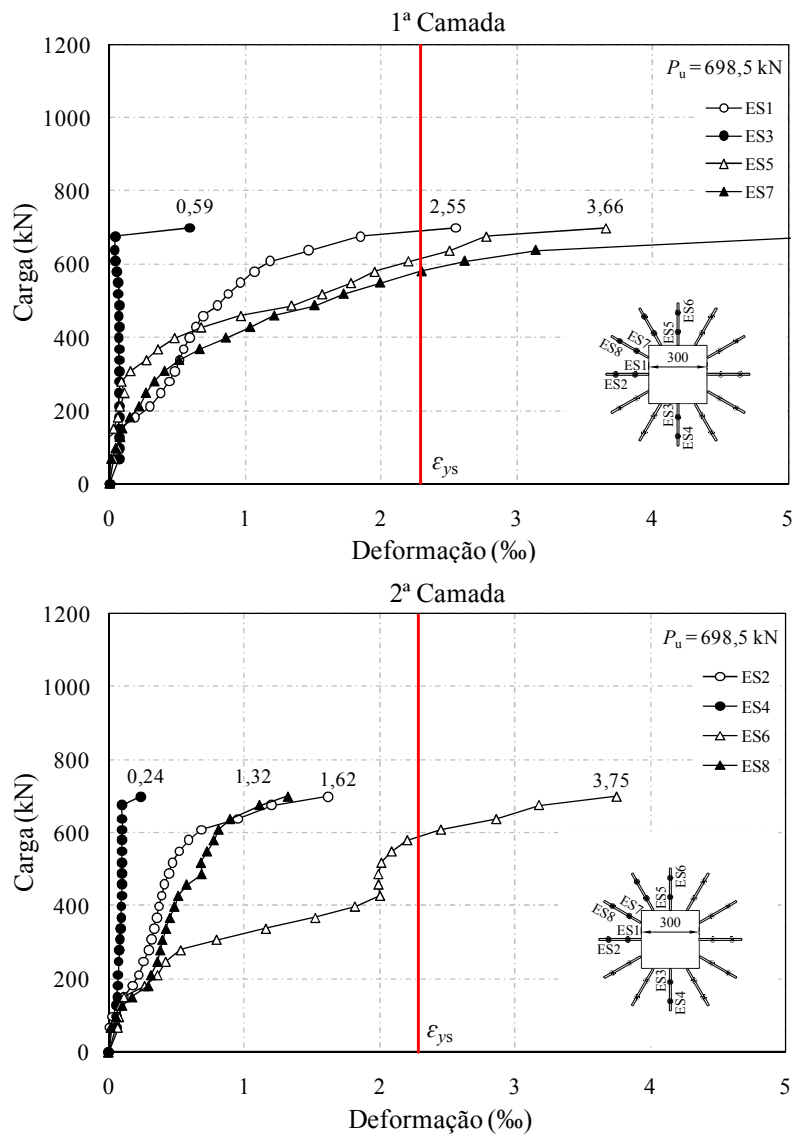 1ª Camada
1200
1000
800
600
400
200
0
Carga (kN)
P_u = 698,5 kN
ES1
ES3
ES5
ES7
0,59
2,55
3,66
ε_ys
ES6
ES5
ES7
ES8
ES1
300
ES2
ES3
ES4
0 1 2 3 4 5
Deformação (‰)
2ª Camada
1200
1000
800
600
400
200
0
Carga (kN)
P_u = 698,5 kN
ES2
ES4
ES6
ES8
0,24
1,32
1,62
3,75
ε_ys
ES6
ES5
ES7
ES8
ES1
300
ES2
ES3
ES4
0 1 2 3 4 5
Deformação (‰)